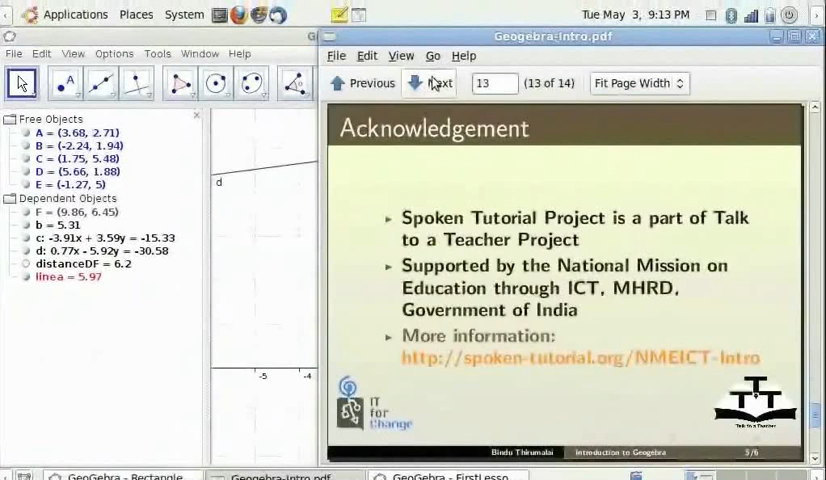 Applications Places System
Tue May 3, 9:13 PM
Geogebra-Intro.pdf
File Edit View Options Tools Window Help
File Edit View Go Help
A
Previous
13 (13 of 14) Fit Page Width
Free Objects
A = (3.68, 2.71)
B = (-2.24, 1.94)
C = (1.75, 5.48)
D = (5.66, 1.88)
E = (-1.27, 5)
Dependent Objects
F = (9.86, 6.45)
b = 5.31
c: -3.91x + 3.59y = -15.33
d: 0.77x - 5.92y = -30.58
distanceDF = 6.2
linea = 5.97
d
-5 -4
Acknowledgement
Spoken Tutorial Project is a part of Talk
to a Teacher Project
Supported by the National Mission on
Education through ICT, MHRD,
Government of India
More information:
http://spoken-tutorial.org/NMEICT-Intro
IT
for
Change
Talk to a Teacher
Bindu Thirumalai Introduction to Geogebra
GeoGebra - Rectangle... Geogebra-Intro.pdf GeoGebra - FirstLesso...